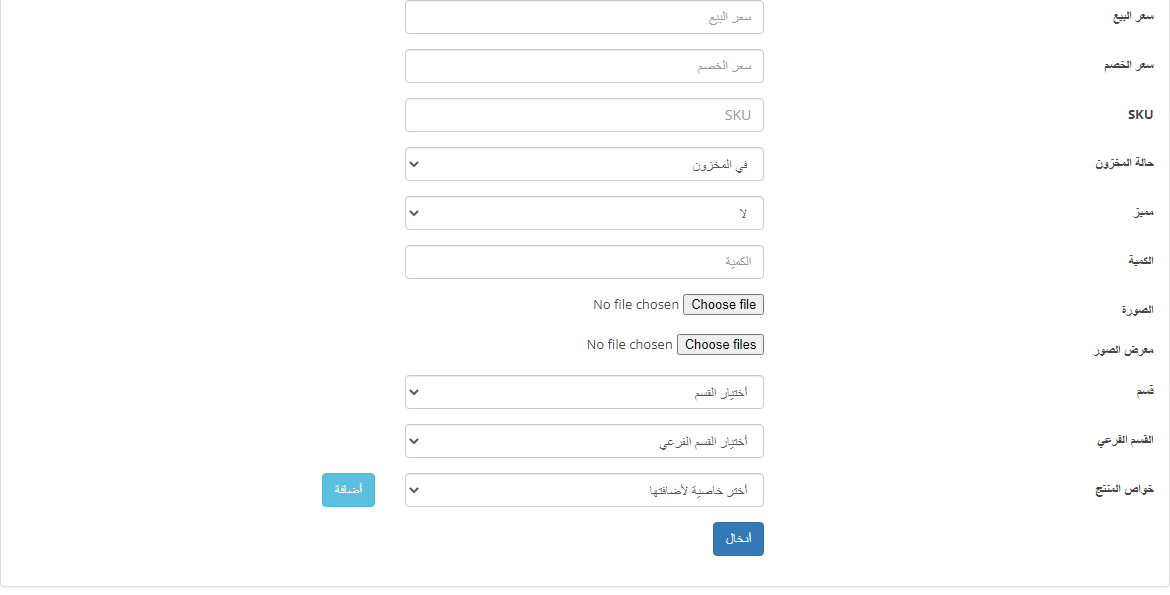 سعر البيع سعر البيع
سعر الخصم سعر الخصم
SKU SKU
حالة المخزون في المخزون
مميز لا
الكمية الكمية
الصورة Choose file No file chosen
معرض الصور Choose files No file chosen
قسم أختيار القسم
القسم الفرعي أختيار القسم الفرعي
خواص المنتج أختر خاصية لأضافتها أضافة
أدخال